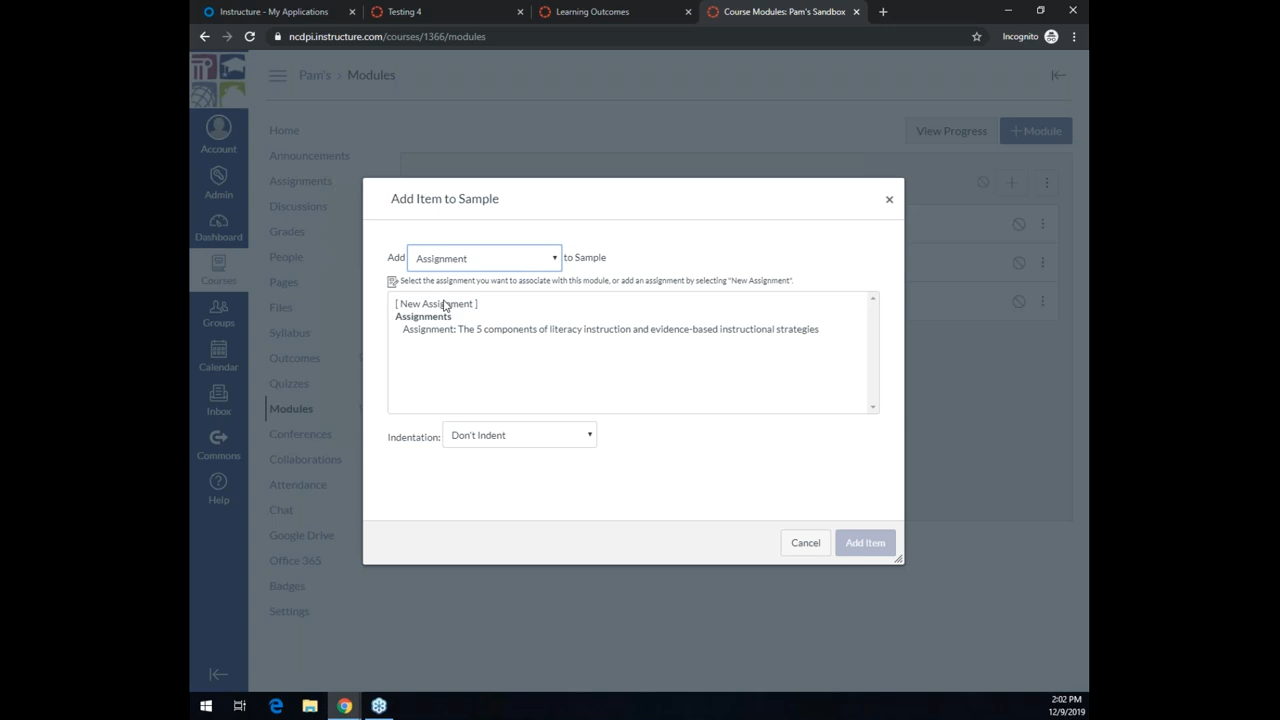 Instructure - My Applications
Testing 4
Learning Outcomes
Course Modules: Pam's Sandbox
ncdpi.instructure.com/courses/1366/modules
Incognito
Pam's › Modules
View Progress
+ Module
Account
Admin
Dashboard
Courses
Groups
Calendar
Inbox
Commons
Help
Home
Announcements
Assignments
Discussions
Grades
People
Pages
Files
Syllabus
Outcomes
Quizzes
Modules
Conferences
Collaborations
Attendance
Chat
Google Drive
Office 365
Badges
Settings
Add Item to Sample
Add Assignment to Sample
Select the assignment you want to associate with this module, or add an assignment by selecting "New Assignment".
[ New Assignment ]
Assignments
Assignment: The 5 components of literacy instruction and evidence-based instructional strategies
Indentation: Don't Indent
Cancel
Add Item
2:02 PM
12/9/2019